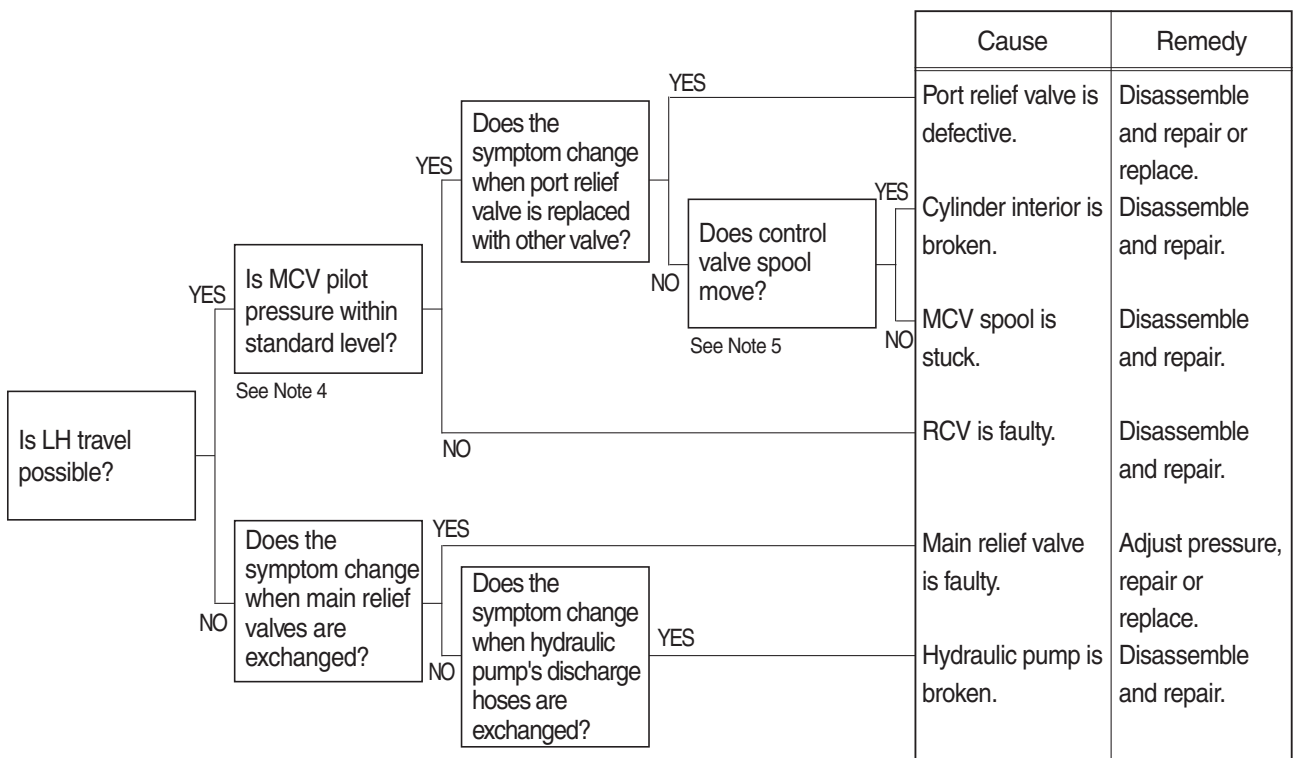 Cause
Remedy
YES
Port relief valve is
defective.
Disassemble
and repair or
replace.
Does the
symptom change
when port relief
valve is replaced
with other valve?
YES
YES
Cylinder interior is
broken.
Disassemble
and repair.
Does control
valve spool
move?
NO
See Note 5
NO
MCV spool is
stuck.
Disassemble
and repair.
YES
Is MCV pilot
pressure within
standard level?
See Note 4
NO
RCV is faulty.
Disassemble
and repair.
Is LH travel
possible?
YES
Main relief valve
is faulty.
Adjust pressure,
repair or
replace.
Does the
symptom change
when main relief
valves are
exchanged?
NO
NO
Does the
symptom change
when hydraulic
pump's discharge
hoses are
exchanged?
YES
Hydraulic pump is
broken.
Disassemble
and repair.